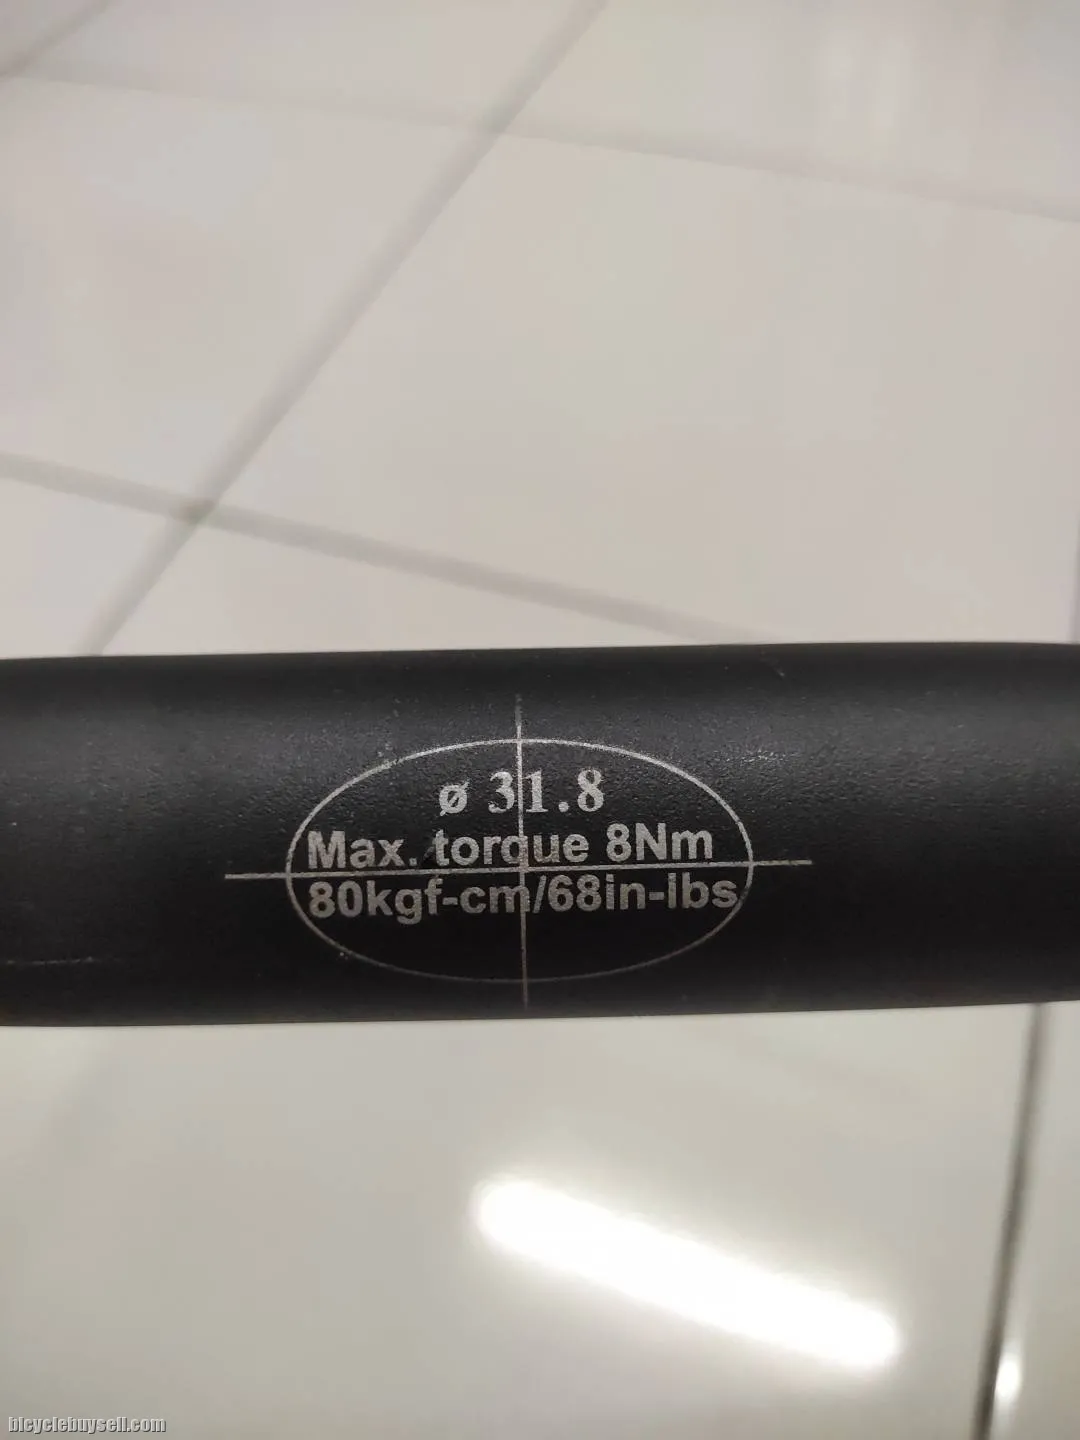 ø 31.8
Max. torque 8Nm
80kgf-cm/68in-lbs
bicyclebuysell.com